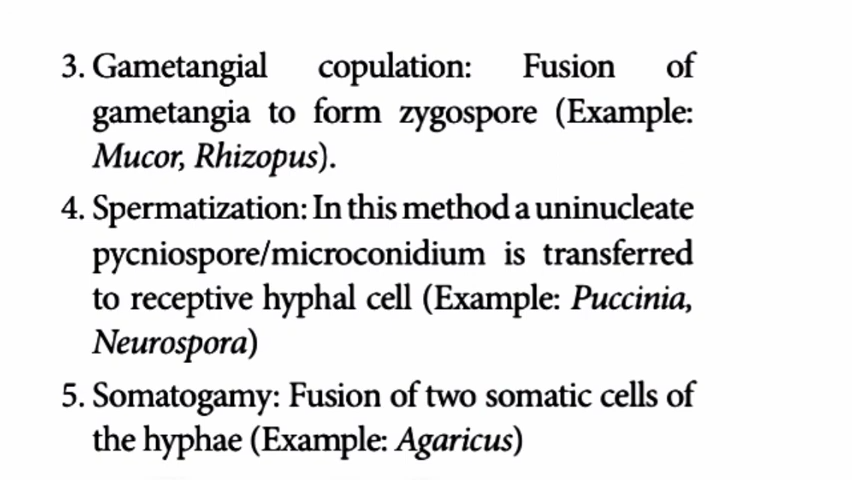 3. Gametangial copulation: Fusion of
gametangia to form zygospore (Example:
Mucor, Rhizopus).
4. Spermatization: In this method a uninucleate
pycniospore/microconidium is transferred
to receptive hyphal cell (Example: Puccinia,
Neurospora)
5. Somatogamy: Fusion of two somatic cells of
the hyphae (Example: Agaricus)